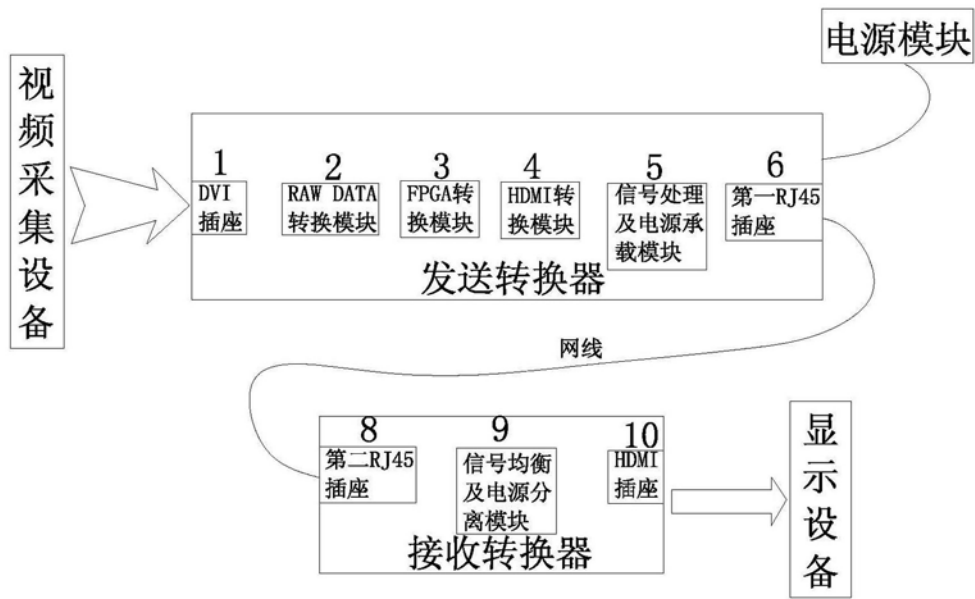 电源模块
视频采集设备
1
DVI
插座
2
RAW DATA
转换模块
3
FPGA转
换模块
4
HDMI转
换模块
5
信号处理
及电源承
载模块
6
第一RJ45
插座
发送转换器
网线
8
第二RJ45
插座
9
信号均衡
及电源分
离模块
10
HDMI
插座
接收转换器
显示设备